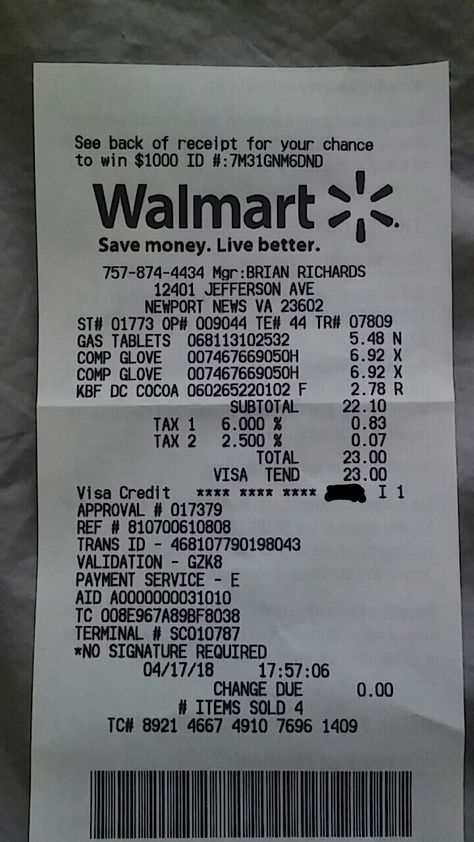 See back of receipt for your chance
to win $1000 ID #:7M31GNM6DND
Walmart
Save money. Live better.
757-874-4434 Mgr:BRIAN RICHARDS
12401 JEFFERSON AVE
NEWPORT NEWS VA 23602
ST# 01773 OP# 009044 TE# 44 TR# 07809
GAS TABLETS 068113102532 5.48 N
COMP GLOVE 007467669050H 6.92 X
COMP GLOVE 007467669050H 6.92 X
KBF DC COCOA 060265220102 F 2.78 R
SUBTOTAL 22.10
TAX 1 6.000 % 0.83
TAX 2 2.500 % 0.07
TOTAL 23.00
VISA TEND 23.00
Visa Credit **** **** **** I 1
APPROVAL # 017379
REF # 810700610808
TRANS ID - 468107790198043
VALIDATION - GZK8
PAYMENT SERVICE - E
AID A0000000031010
TC 008E967A89BF8038
TERMINAL # SC010787
*NO SIGNATURE REQUIRED
04/17/18 17:57:06
CHANGE DUE 0.00
# ITEMS SOLD 4
TC# 8921 4667 4910 7696 1409